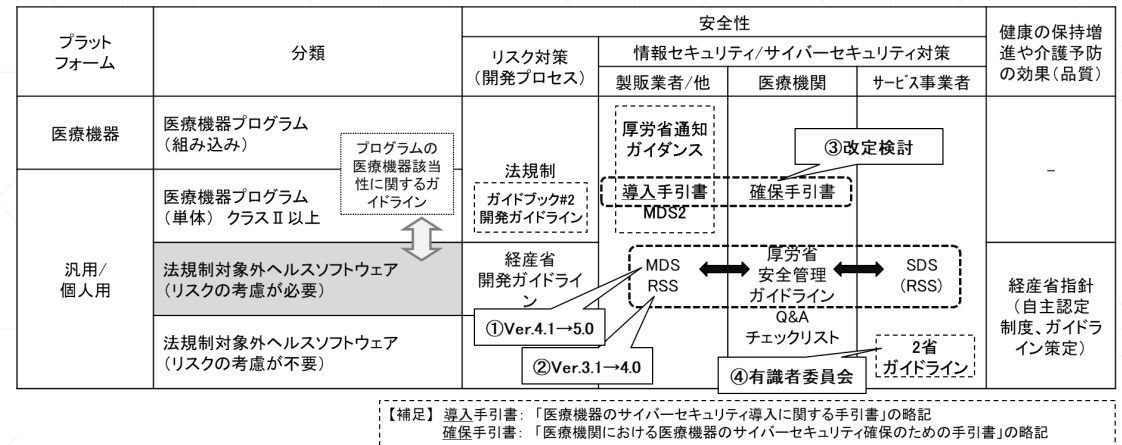 プラット
フォーム
分類
安全性
リスク対策
(開発プロセス)
情報セキュリティ/サイバーセキュリティ対策
製販業者/他
医療機関
サービス事業者
健康の保持増
進や介護予防
の効果(品質)
医療機器
医療機器プログラム
(組み込み)
プログラムの
医療機器該当
性に関するガ
イドライン
法規制
ガイドブック#2
開発ガイドライン
厚労省通知
ガイダンス
③改定検討
導入手引書
MDS2
確保手引書
-
汎用/
個人用
医療機器プログラム
(単体) クラスⅡ以上
法規制対象外ヘルスソフトウェア
(リスクの考慮が必要)
経産省
開発ガイドライ
ン
MDS
RSS
厚労省
安全管理
ガイドライン
Q&A
チェックリスト
SDS
(RSS)
経産省指針
(自主認定
制度、ガイドラ
イン策定)
①Ver.4.1→5.0
②Ver.3.1→4.0
法規制対象外ヘルスソフトウェア
(リスクの考慮が不要)
④有識者委員会
2省
ガイドライン
【補足】 導入手引書: 「医療機器のサイバーセキュリティ導入に関する手引書」の略記
確保手引書: 「医療機関における医療機器のサイバーセキュリティ確保のための手引書」の略記